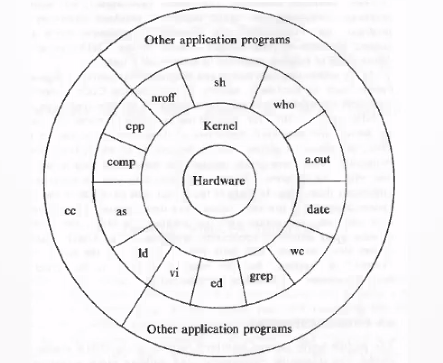 Other application programs
sh
nroff
who
cpp
Kernel
comp
a.out
Hardware
cc
as
date
ld
wc
vi
ed
grep
Other application programs